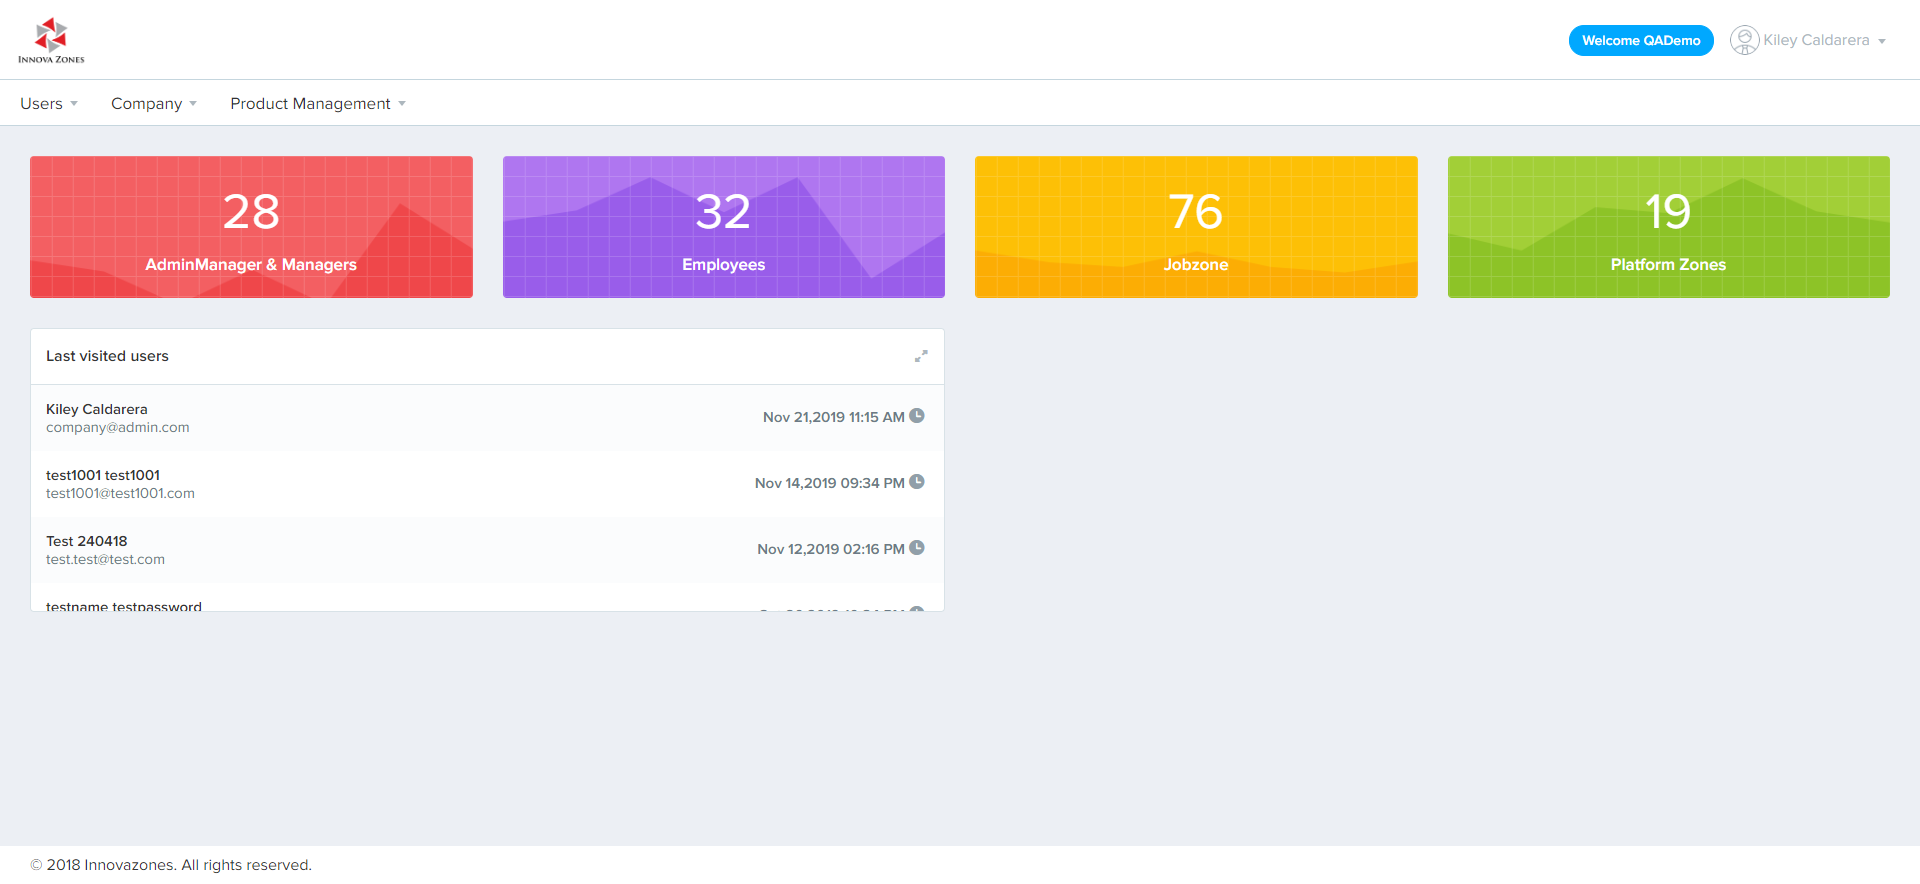 INNOVA ZONES
Welcome QADemo
Kiley Caldarera
Users
Company
Product Management
28
AdminManager & Managers
32
Employees
76
Jobzone
19
Platform Zones
Last visited users
Kiley Caldarera
company@admin.com
Nov 21,2019 11:15 AM
test1001 test1001
test1001@test1001.com
Nov 14,2019 09:34 PM
Test 240418
test.test@test.com
Nov 12,2019 02:16 PM
testname testpassword
© 2018 Innovazones. All rights reserved.